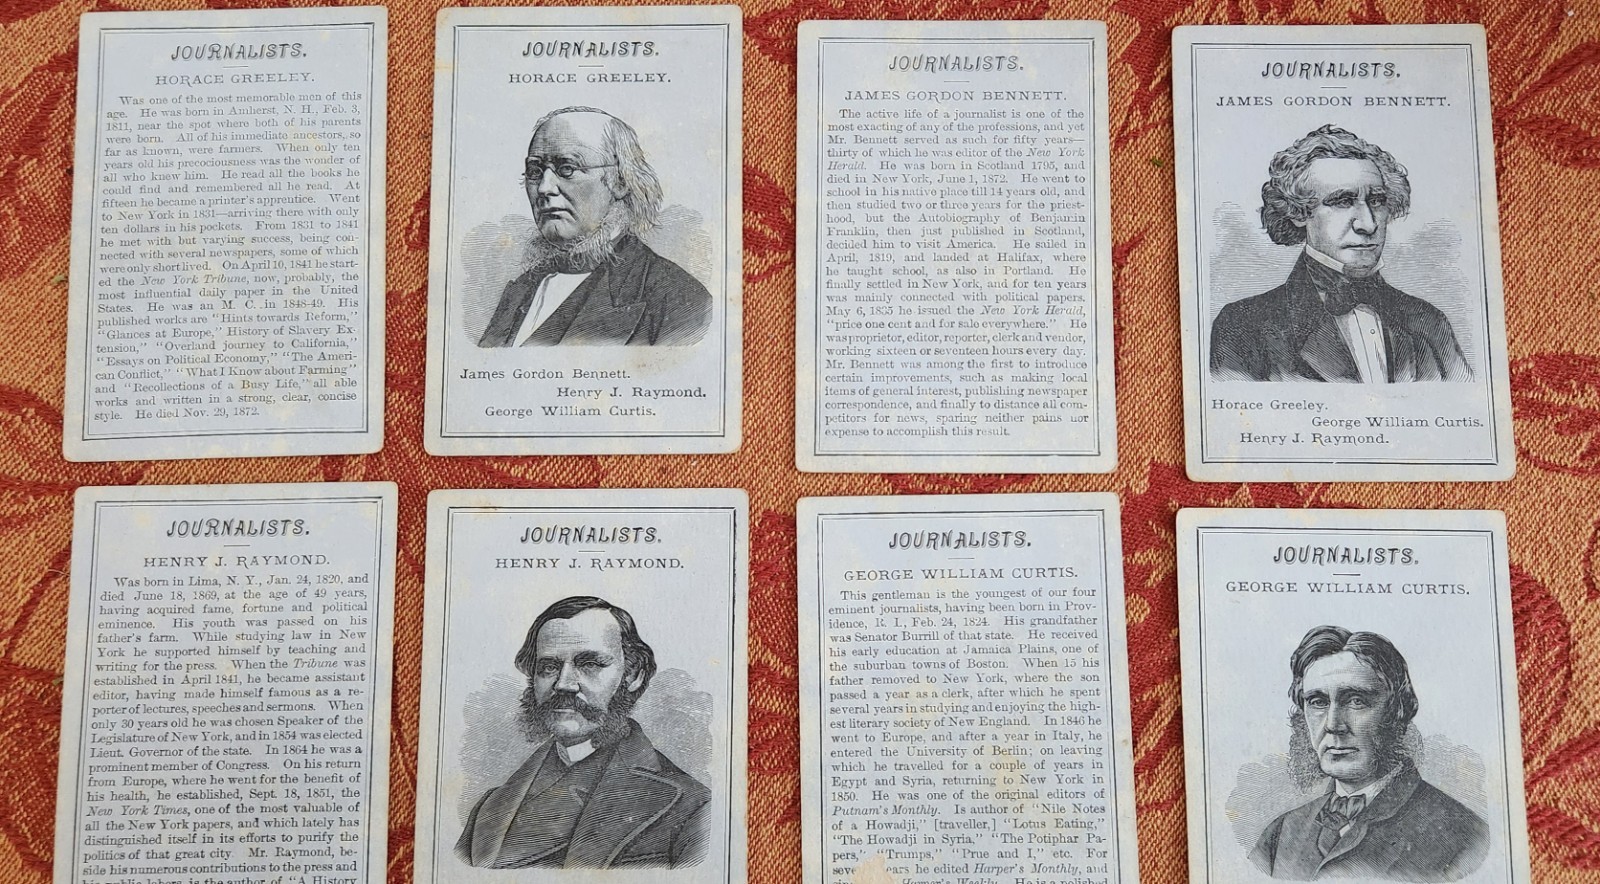 JOURNALISTS.
HORACE GREELEY.
Was one of the most memorable men of this
age. He was born in Amherst, N. H., Feb. 3,
1811, near the spot where both of his parents
were born. All of his immediate ancestors, so
far as known, were farmers. When only ten
years old his precociousness was the wonder of
all who knew him. He read all the books he
could find and remembered all he read. At
fifteen he became a printer's apprentice. Went
to New York in 1831—arriving there with only
ten dollars in his pockets. From 1831 to 1841
he met with but varying success, being con-
nected with several newspapers, some of which
were only short lived. On April 10, 1841 he start-
ed the New York Tribune, now, probably, the
most influential daily paper in the United
States. He was an M. C. in 1848-49. His
published works are "Hints towards Reform,"
"Glances at Europe," History of Slavery Ex-
tension," "Overland journey to California,"
"Essays on Political Economy," "The Ameri-
can Conflict," "What I Know about Farming"
and "Recollections of a Busy Life," all able
works and written in a strong, clear, concise
style. He died Nov. 29, 1872.
JOURNALISTS.
HORACE GREELEY.
James Gordon Bennett.
Henry J. Raymond.
George William Curtis.
JOURNALISTS.
JAMES GORDON BENNETT.
The active life of a journalist is one of the
most exacting of any of the professions, and yet
Mr. Bennett served as such for fifty years—
thirty of which he was editor of the New York
Herald. He was born in Scotland 1795, and
died in New York, June 1, 1872. He went to
school in his native place till 14 years old, and
then studied two or three years for the priest-
hood, but the Autobiography of Benjamin
Franklin, then just published in Scotland,
decided him to visit America. He sailed in
April, 1819, and landed at Halifax, where
he taught school, as also in Portland. He
finally settled in New York, and for ten years
was mainly connected with political papers.
May 6, 1835 he issued the New York Herald,
"price one cent and for sale everywhere." He
was proprietor, editor, reporter, clerk and vendor,
working sixteen or seventeen hours every day.
Mr. Bennett was among the first to introduce
certain improvements, such as making local
items of general interest, publishing newspaper
correspondence, and finally to distance all com-
petitors for news, sparing neither pains nor
expense to accomplish this result.
JOURNALISTS.
JAMES GORDON BENNETT.
Horace Greeley.
George William Curtis.
Henry J. Raymond.
JOURNALISTS.
HENRY J. RAYMOND.
Was born in Lima, N. Y., Jan. 24, 1820, and
died June 18, 1869, at the age of 49 years,
having acquired fame, fortune and political
eminence. His youth was passed on his
father's farm. While studying law in New
York he supported himself by teaching and
writing for the press. When the Tribune was
established in April 1841, he became assistant
editor, having made himself famous as a re-
porter of lectures, speeches and sermons. When
only 30 years old he was chosen Speaker of the
Legislature of New York, and in 1854 was elected
Lieut. Governor of the state. In 1864 he was a
prominent member of Congress. On his return
from Europe, where he went for the benefit of
his health, he established, Sept. 18, 1851, the
New York Times, one of the most valuable of
all the New York papers, and which lately has
distinguished itself in its efforts to purify the
politics of that great city. Mr. Raymond, be-
side his numerous contributions to the press and
his public labors, is the author of "A History
JOURNALISTS.
HENRY J. RAYMOND.
JOURNALISTS.
GEORGE WILLIAM CURTIS.
This gentleman is the youngest of our four
eminent journalists, having been born in Prov-
idence, R. I., Feb. 24, 1824. His grandfather
was Senator Burrill of that state. He received
his early education at Jamaica Plains, one of
the suburban towns of Boston. When 15 his
father removed to New York, where the son
passed a year as a clerk, after which he spent
several years in studying and enjoying the high-
est literary society of New England. In 1846 he
went to Europe, and after a year in Italy, he
entered the University of Berlin; on leaving
which he travelled for a couple of years in
Egypt and Syria, returning to New York in
1850. He was one of the original editors of
Putnam's Monthly. Is author of "Nile Notes
of a Howadji," [traveller,] "Lotus Eating,"
"The Howadji in Syria," "The Potiphar Pa-
pers," "Trumps," "Prue and I," etc. For
he edited Harper's Monthly, and
Harper's Weekly. He is a polished
JOURNALISTS.
GEORGE WILLIAM CURTIS.